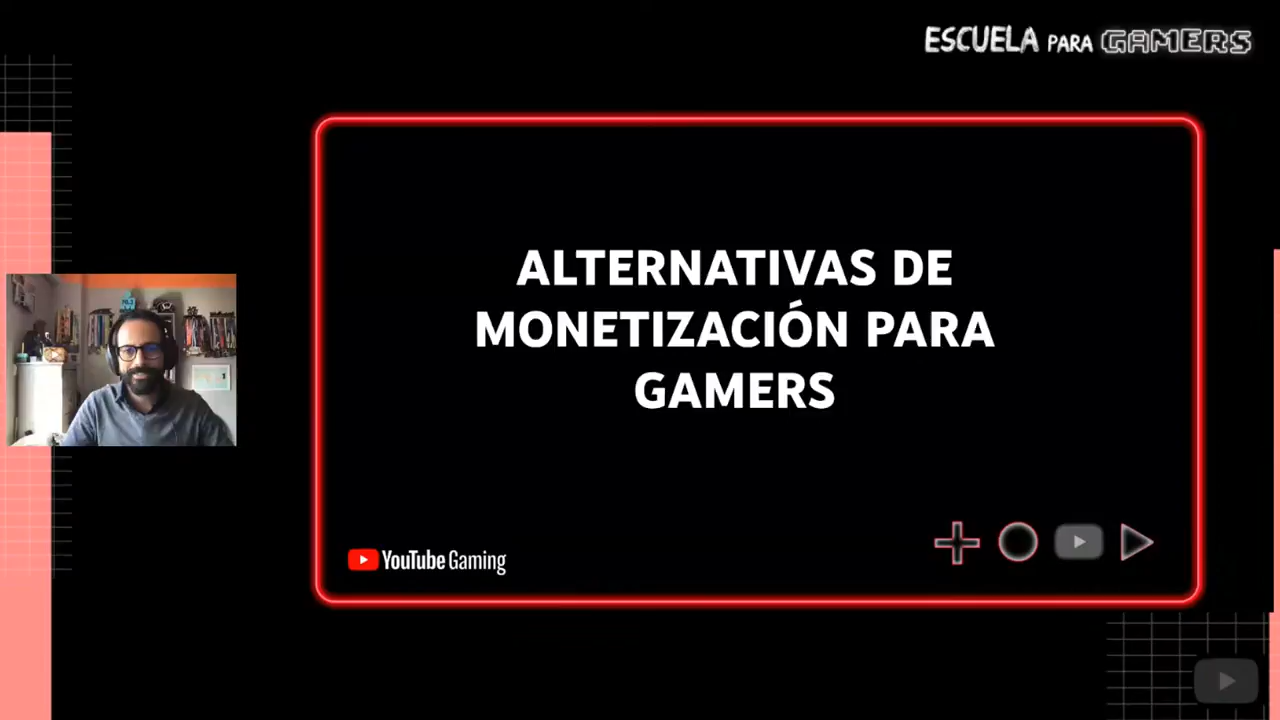 ESCUELA PARA GAMERS
ALTERNATIVAS DE
MONETIZACIÓN PARA
GAMERS
YouTube Gaming